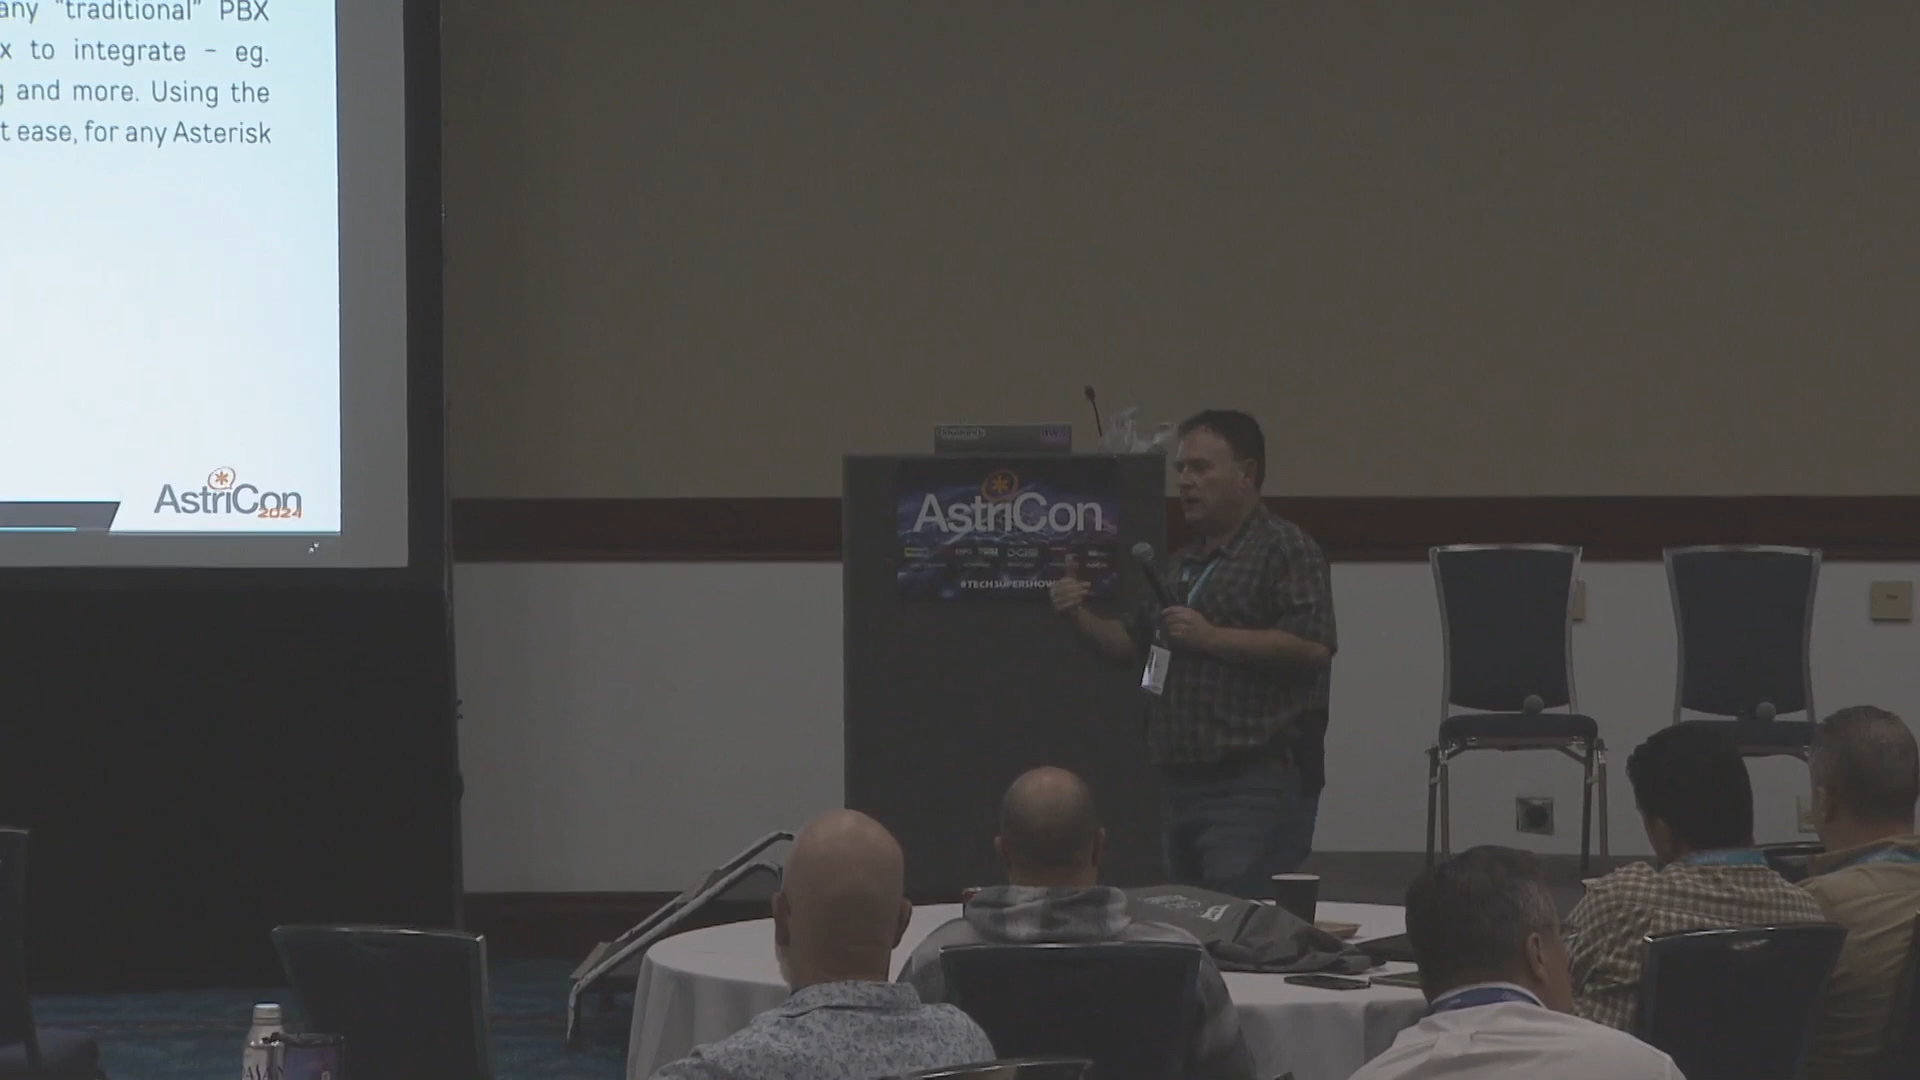 any "traditional" PBX
x to integrate – eg.
g and more. Using the
t ease, for any Asterisk
AstriCon
2024
AstriCon
#TECHSUPERSHOW